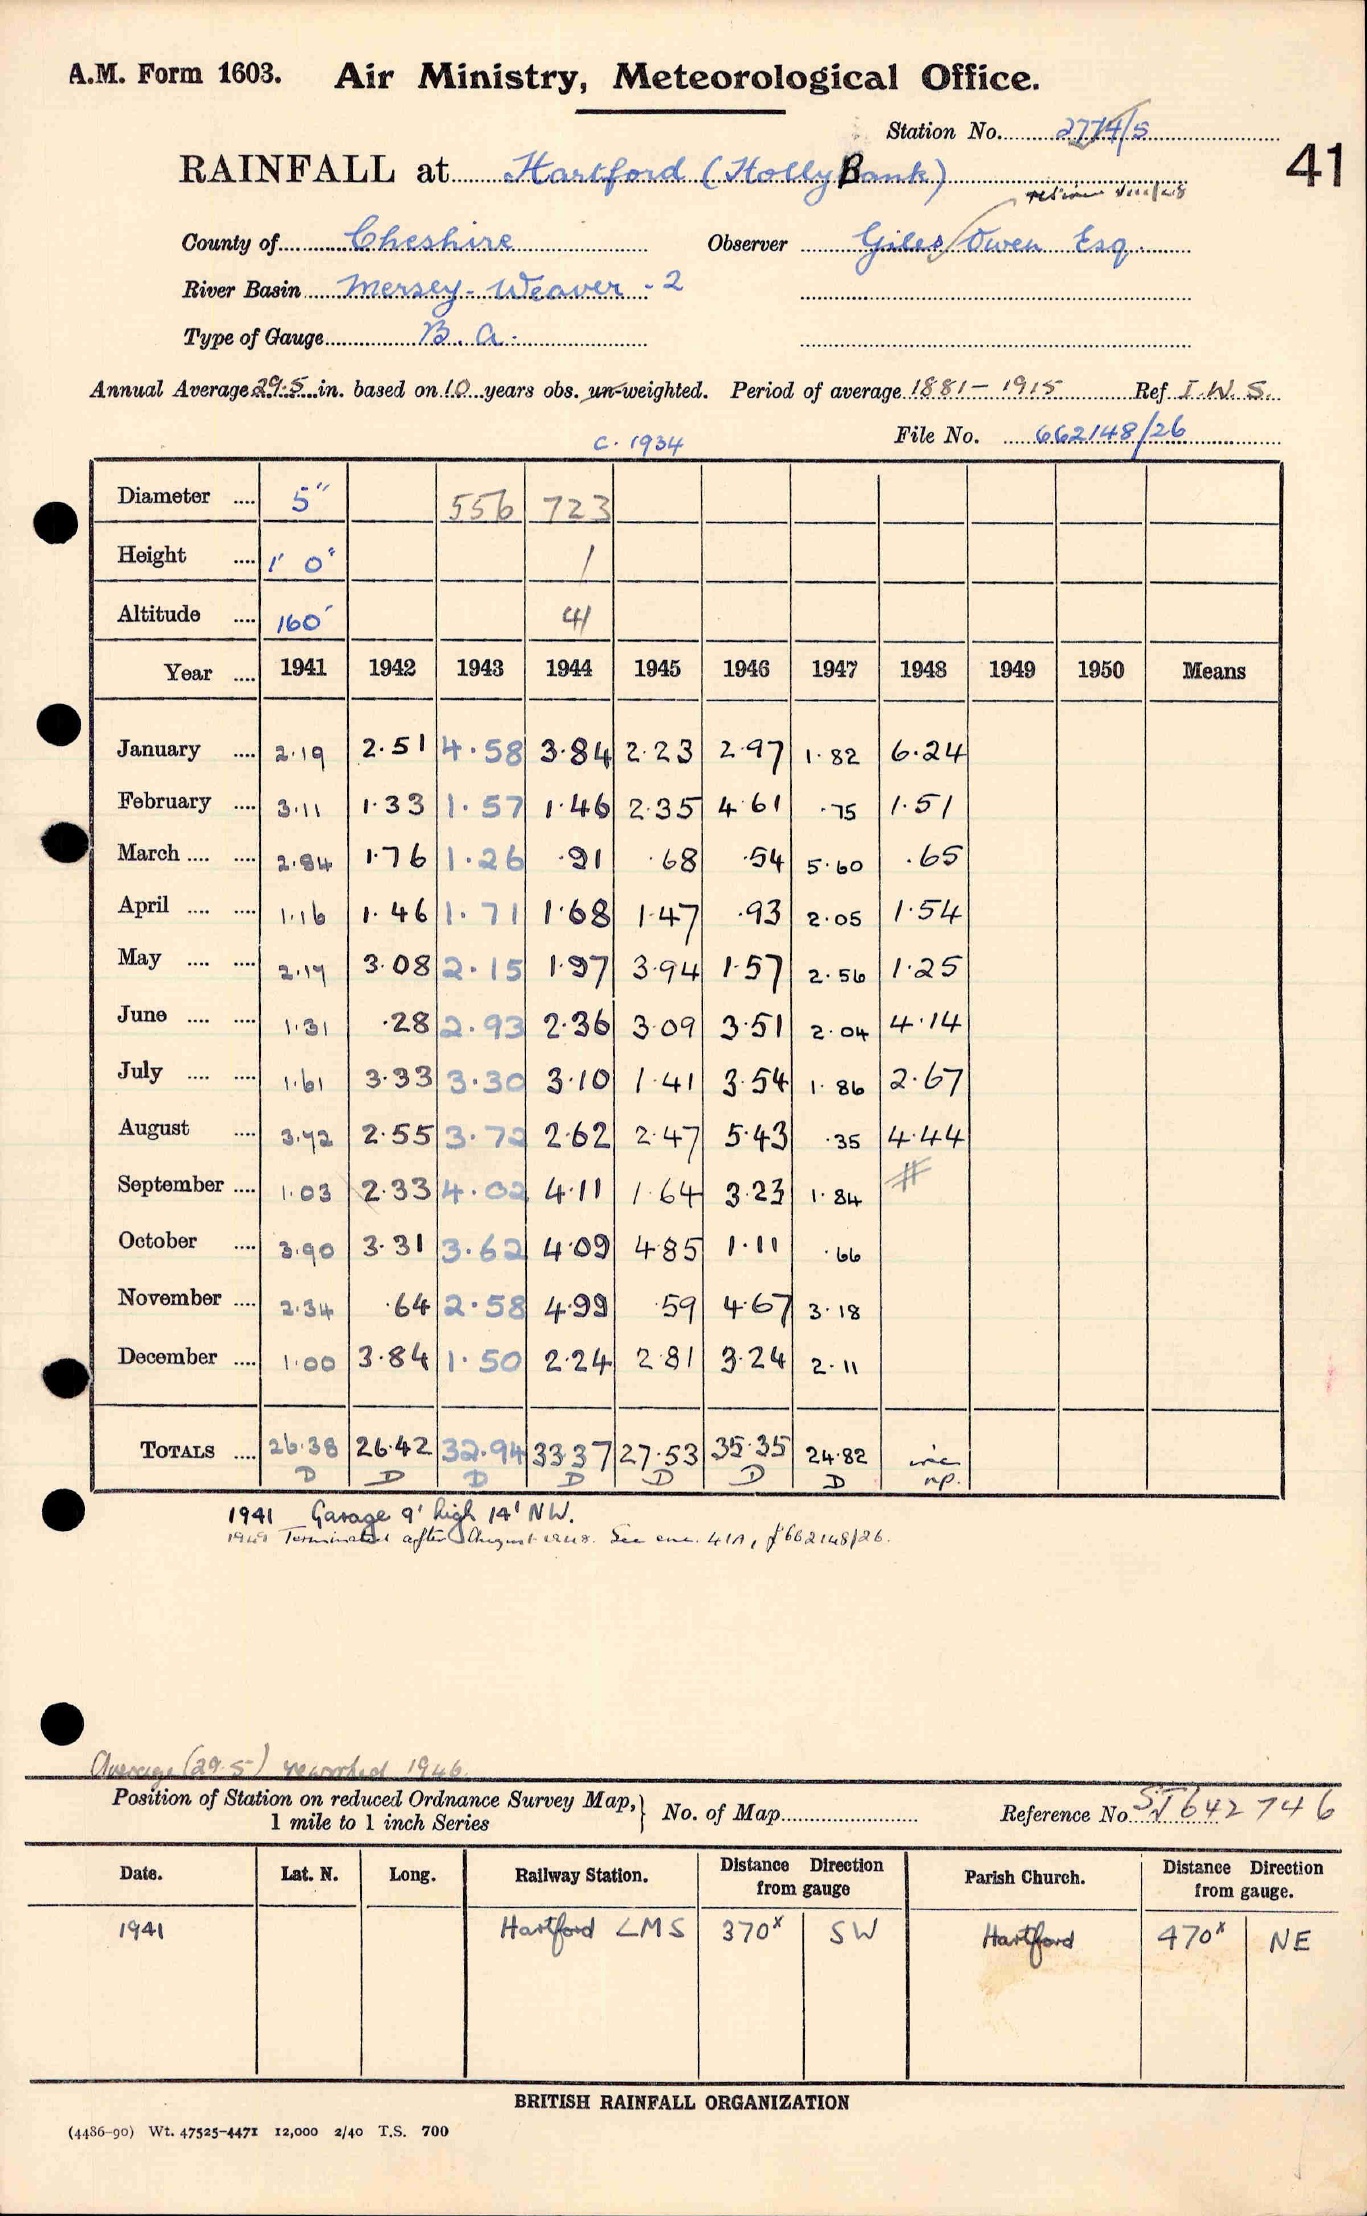 A.M. Form 1603. Air Ministry, Meteorological Office.
Station No. 2774/5
41
RAINFALL at Hartford (Holly Bank)
County of Cheshire Observer Giles Owen Esq.
River Basin Mersey-Weaver-2
Type of Gauge B.A.
Annual Average 29.5 in. based on 10 years obs. un-weighted. Period of average 1881-1915 Ref I.W.S.
c. 1934 File No. 662148/26
Diameter .... 5" 556 723
Height .... 1' 0" 1
Altitude .... 160' 41
Year .... 1941 1942 1943 1944 1945 1946 1947 1948 1949 1950 Means
January .... 2.19 2.51 4.58 3.84 2.23 2.97 1.82 6.24
February .... 3.11 1.33 1.57 1.46 2.35 4.61 .75 1.51
March .... .... 2.84 1.76 1.26 .91 .68 .54 5.60 .65
April .... .... 1.16 1.46 1.71 1.68 1.47 .93 2.05 1.54
May .... .... 2.17 3.08 2.15 1.97 3.94 1.57 2.56 1.25
June .... .... 1.31 .28 2.93 2.36 3.09 3.51 2.04 4.14
July .... .... 1.61 3.33 3.30 3.10 1.41 3.54 1.86 2.67
August .... 3.72 2.55 3.72 2.62 2.47 5.43 .35 4.44
September .... 1.03 2.33 4.02 4.11 1.64 3.23 1.84 #
October .... 3.90 3.31 3.62 4.09 4.85 1.11 .66
November .... 2.34 .64 2.58 4.99 .59 4.67 3.18
December .... 1.00 3.84 1.50 2.24 2.81 3.24 2.11
TOTALS .... 26.38 26.42 32.94 33.37 27.53 35.35 24.82 inc
D D D D D D D np.
1941 Garage 9' high 14' NW.
Terminated after August 1948. See enc. 41A, f 662148/26.
Average (29.5) reworked 1946.
Position of Station on reduced Ordnance Survey Map, 1 mile to 1 inch Series } No. of Map Reference No. SJ 642746
Date. Lat. N. Long. Railway Station. Distance Direction from gauge Parish Church. Distance Direction from gauge.
1941 Hartford LMS 370x SW Hartford 470x NE
BRITISH RAINFALL ORGANIZATION
(4486-90) Wt. 47525-4471 12,000 2/40 T.S. 700